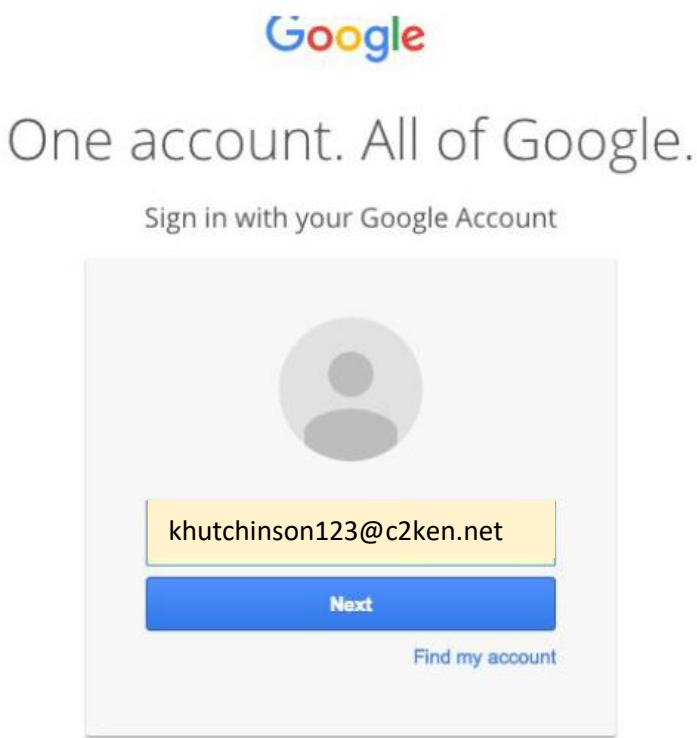 Google
One account. All of Google.
Sign in with your Google Account
khutchinson123@c2ken.net
Next
Find my account